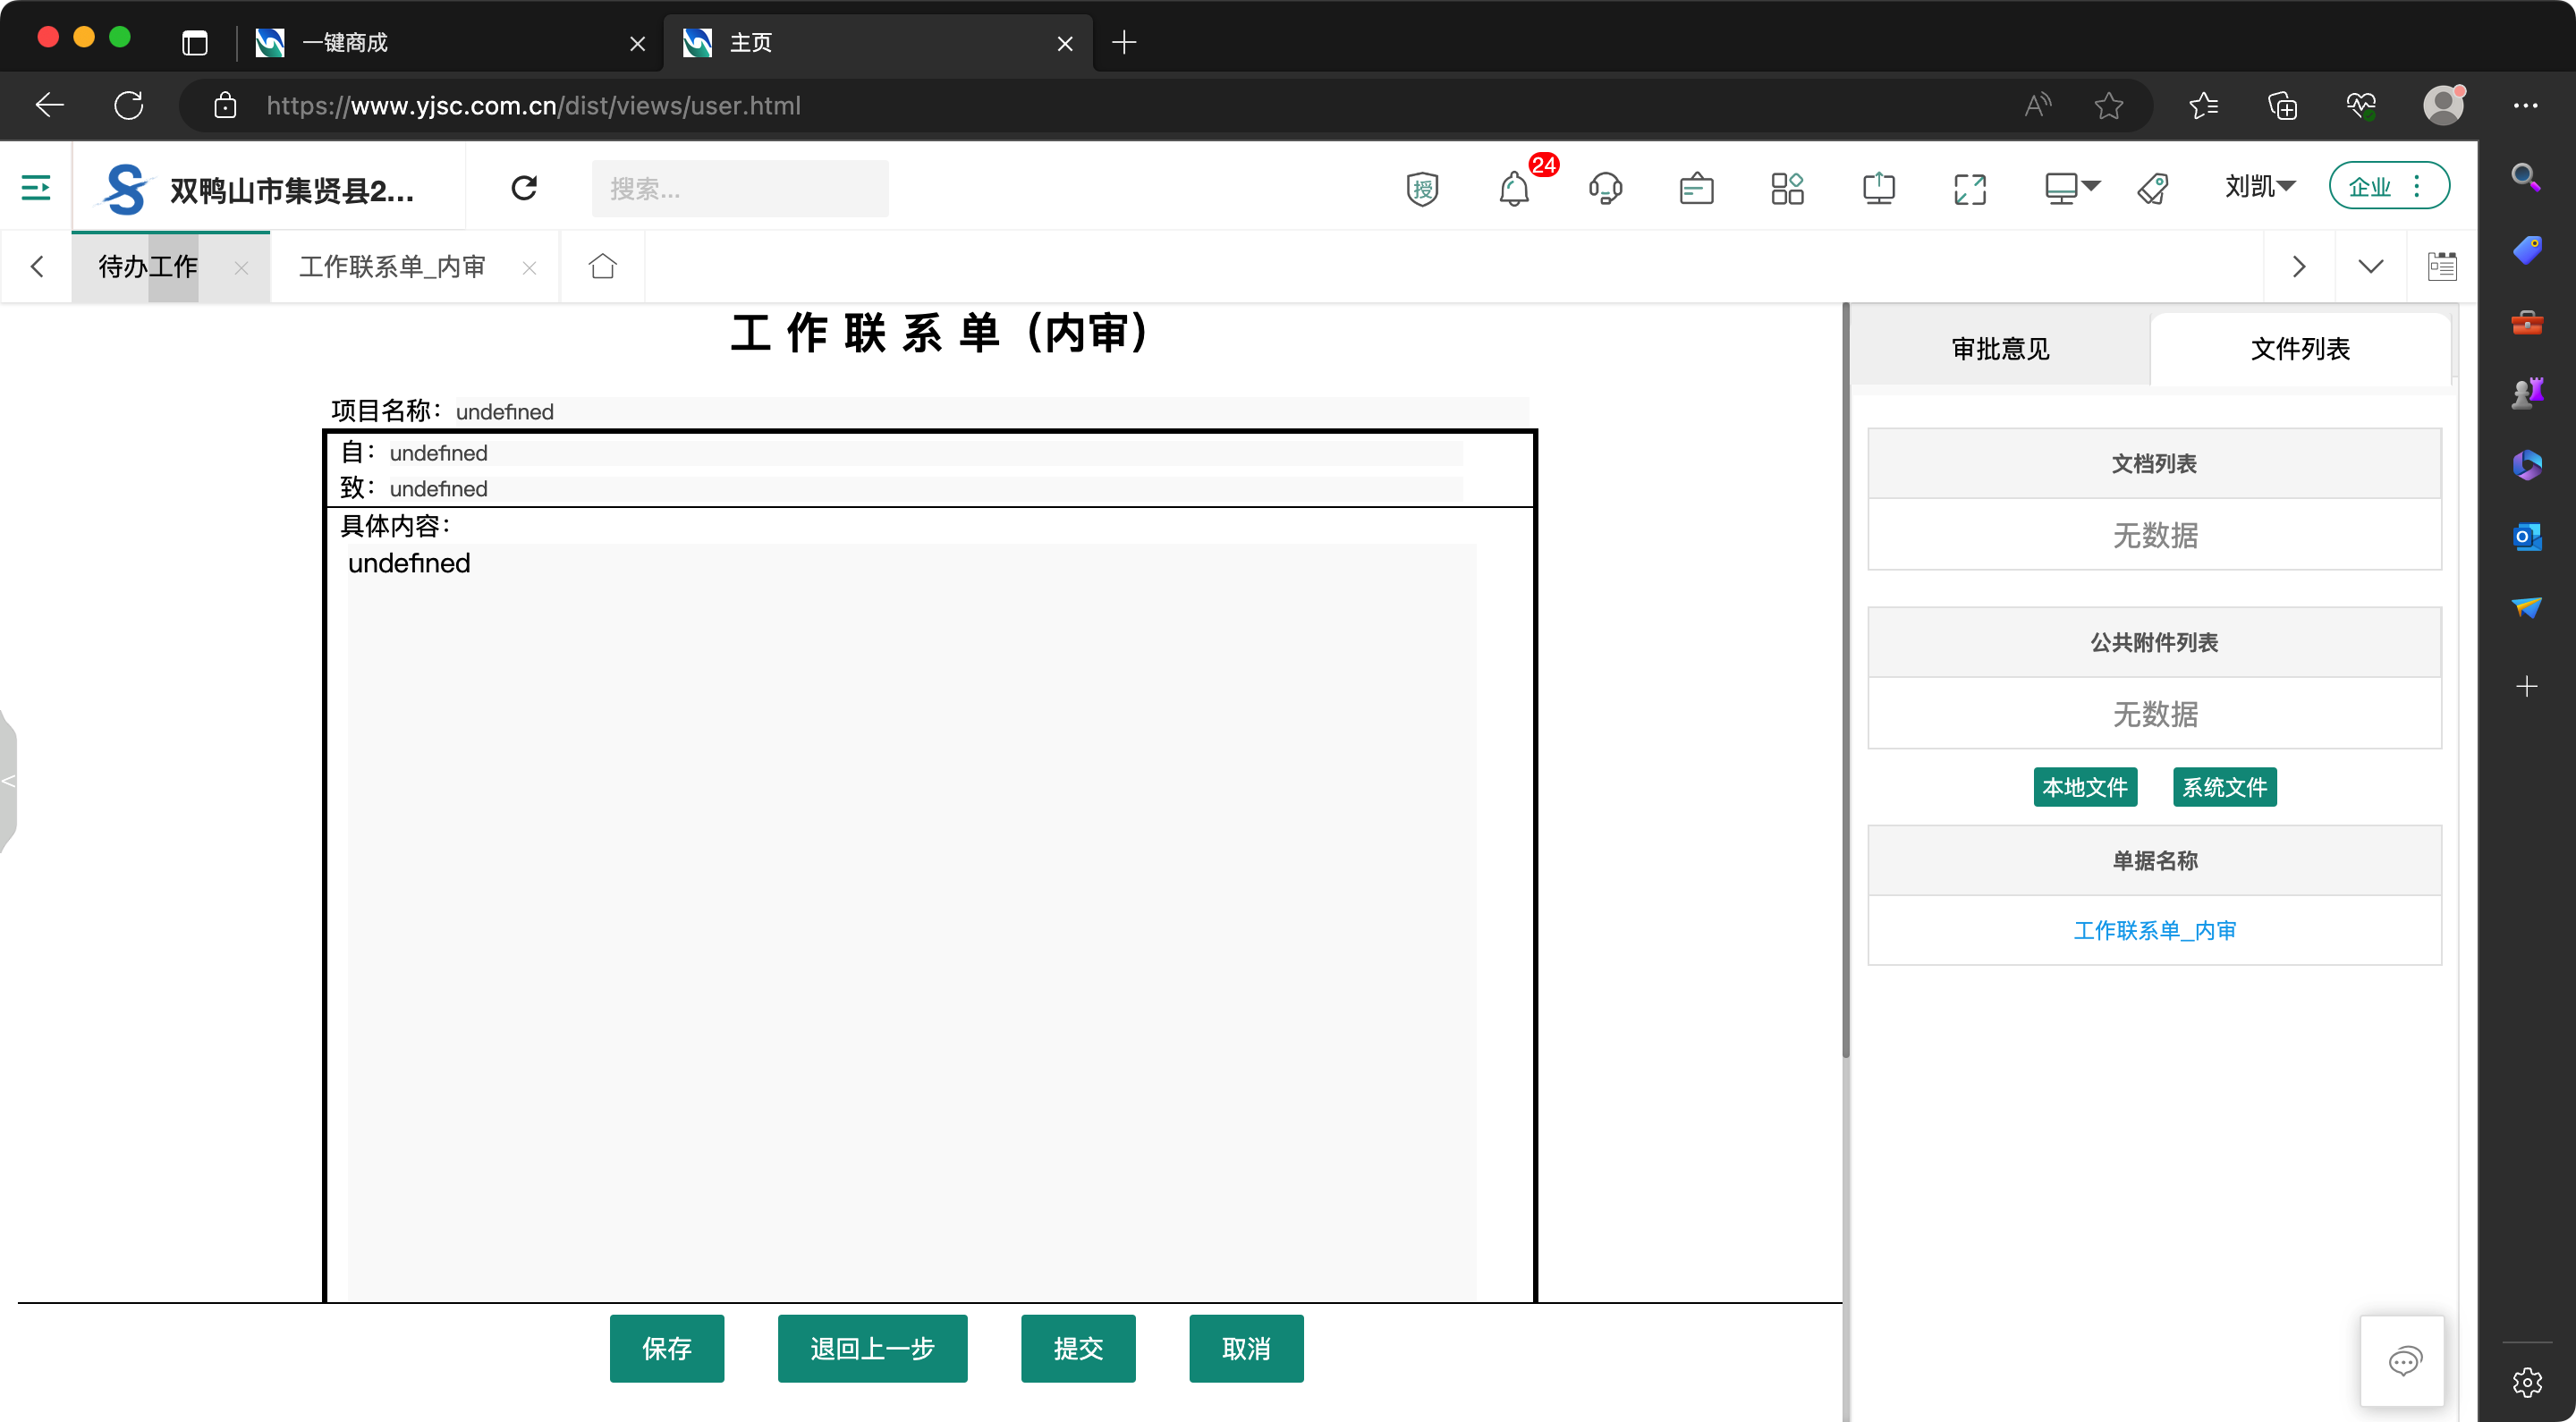 一键商成
主页
https://www.yjsc.com.cn/dist/views/user.html
双鸭山市集贤县2...
搜索...
授
24
刘凯
企业
待办工作
工作联系单_内审
工 作 联 系 单（内审）
审批意见
文件列表
项目名称： undefined
自： undefined
致： undefined
具体内容：
undefined
文档列表
无数据
公共附件列表
无数据
本地文件
系统文件
单据名称
工作联系单_内审
保存
退回上一步
提交
取消